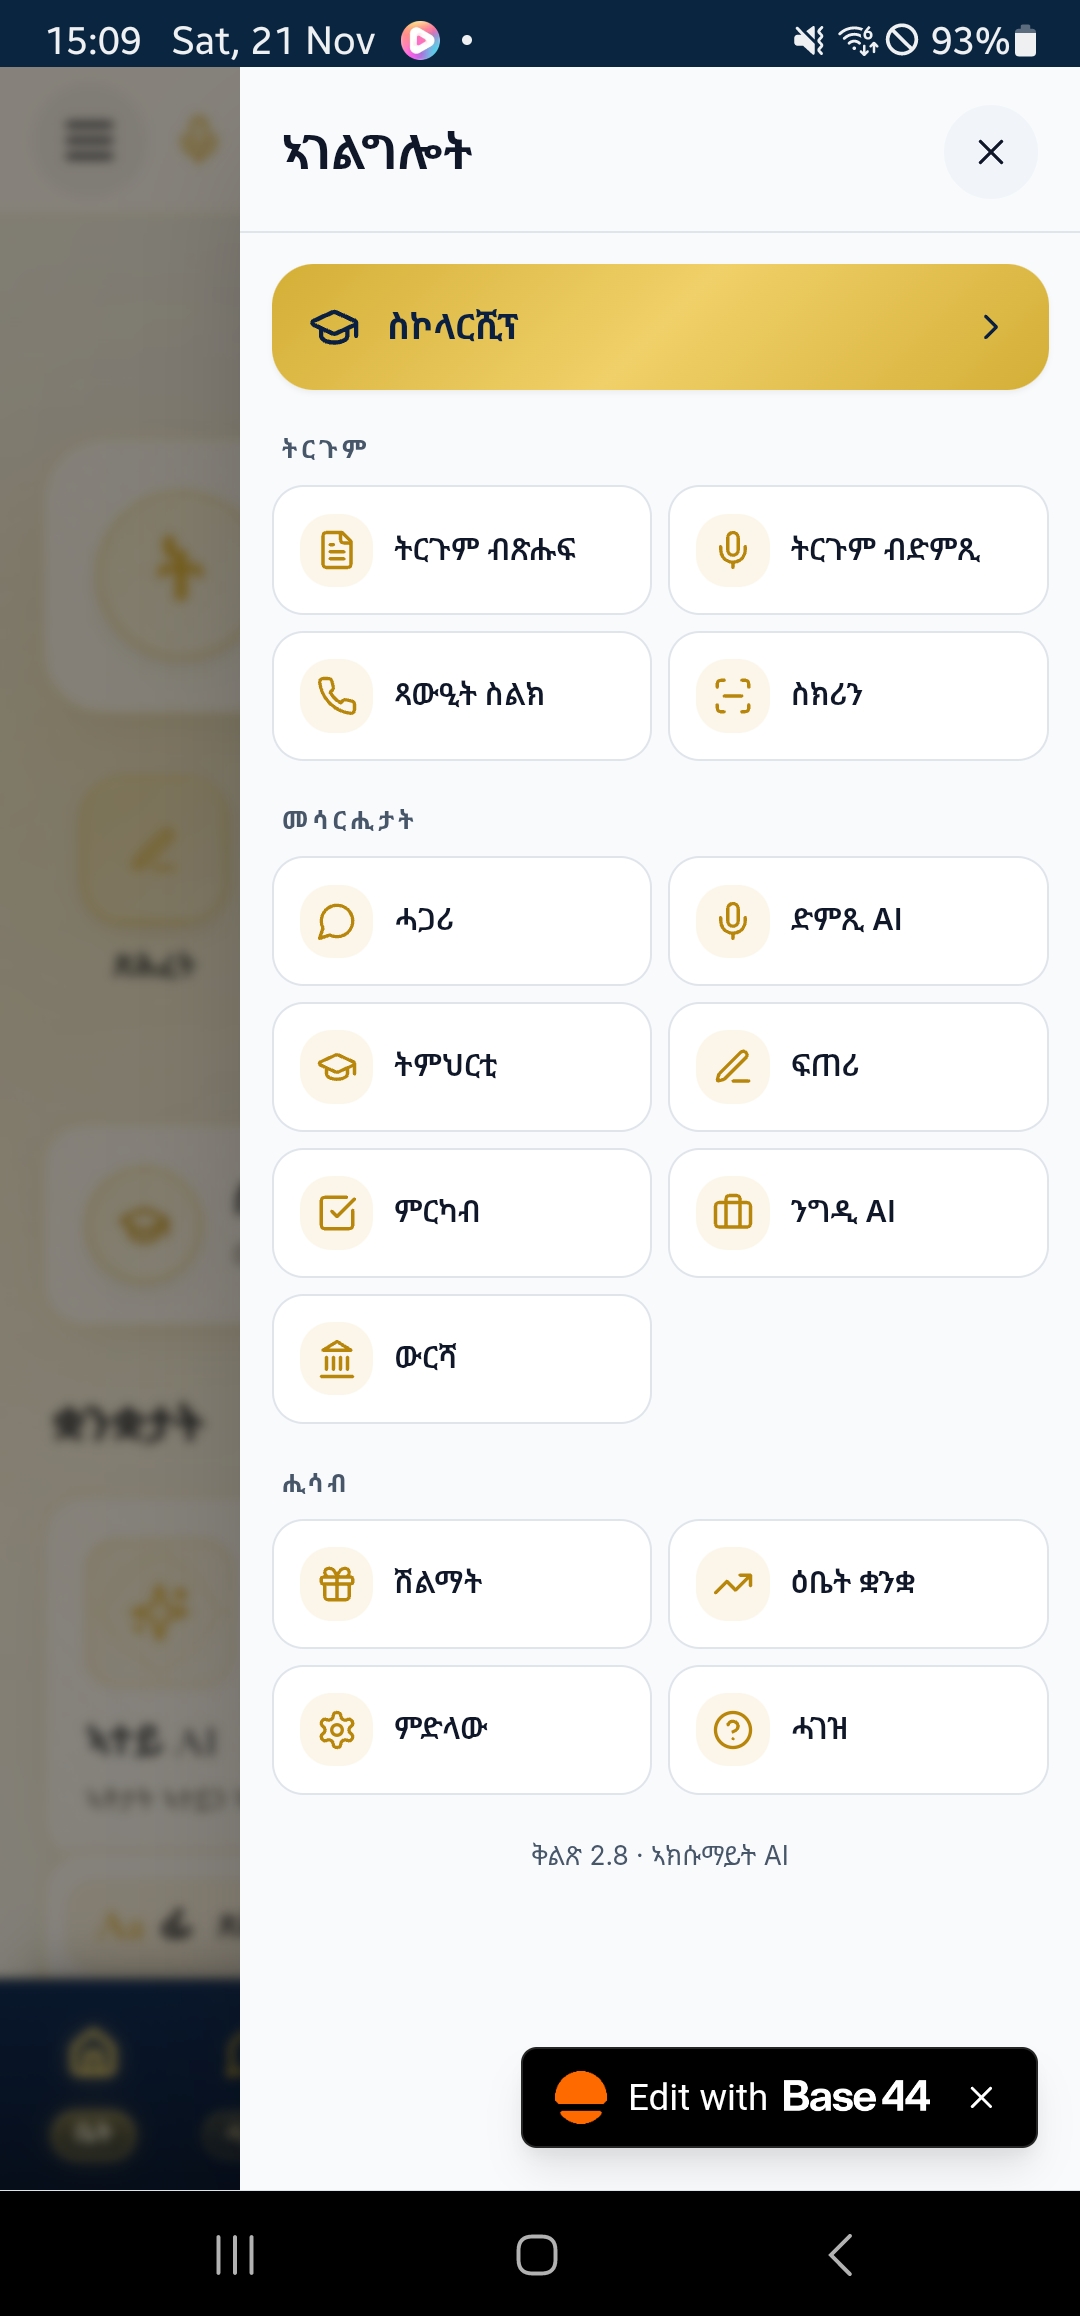 15:09 Sat, 21 Nov 93%
ኣገልግሎት
ስኮላርሺፕ
ትርጉም
ትርጉም ብጽሑፍ
ትርጉም ብድምጺ
ጻውዒት ስልክ
ስክሪን
መሳርሒታት
ሓጋሪ
ድምጺ AI
ትምህርቲ
ፍጠሪ
ምርካብ
ንግዲ AI
ውርሻ
ሒሳብ
ሽልማት
ዕቤት ቋንቋ
ምድላው
ሓገዝ
ቋንቋታት
ቅልጽ 2.8 · ኣክሱማይት AI
Edit with Base44